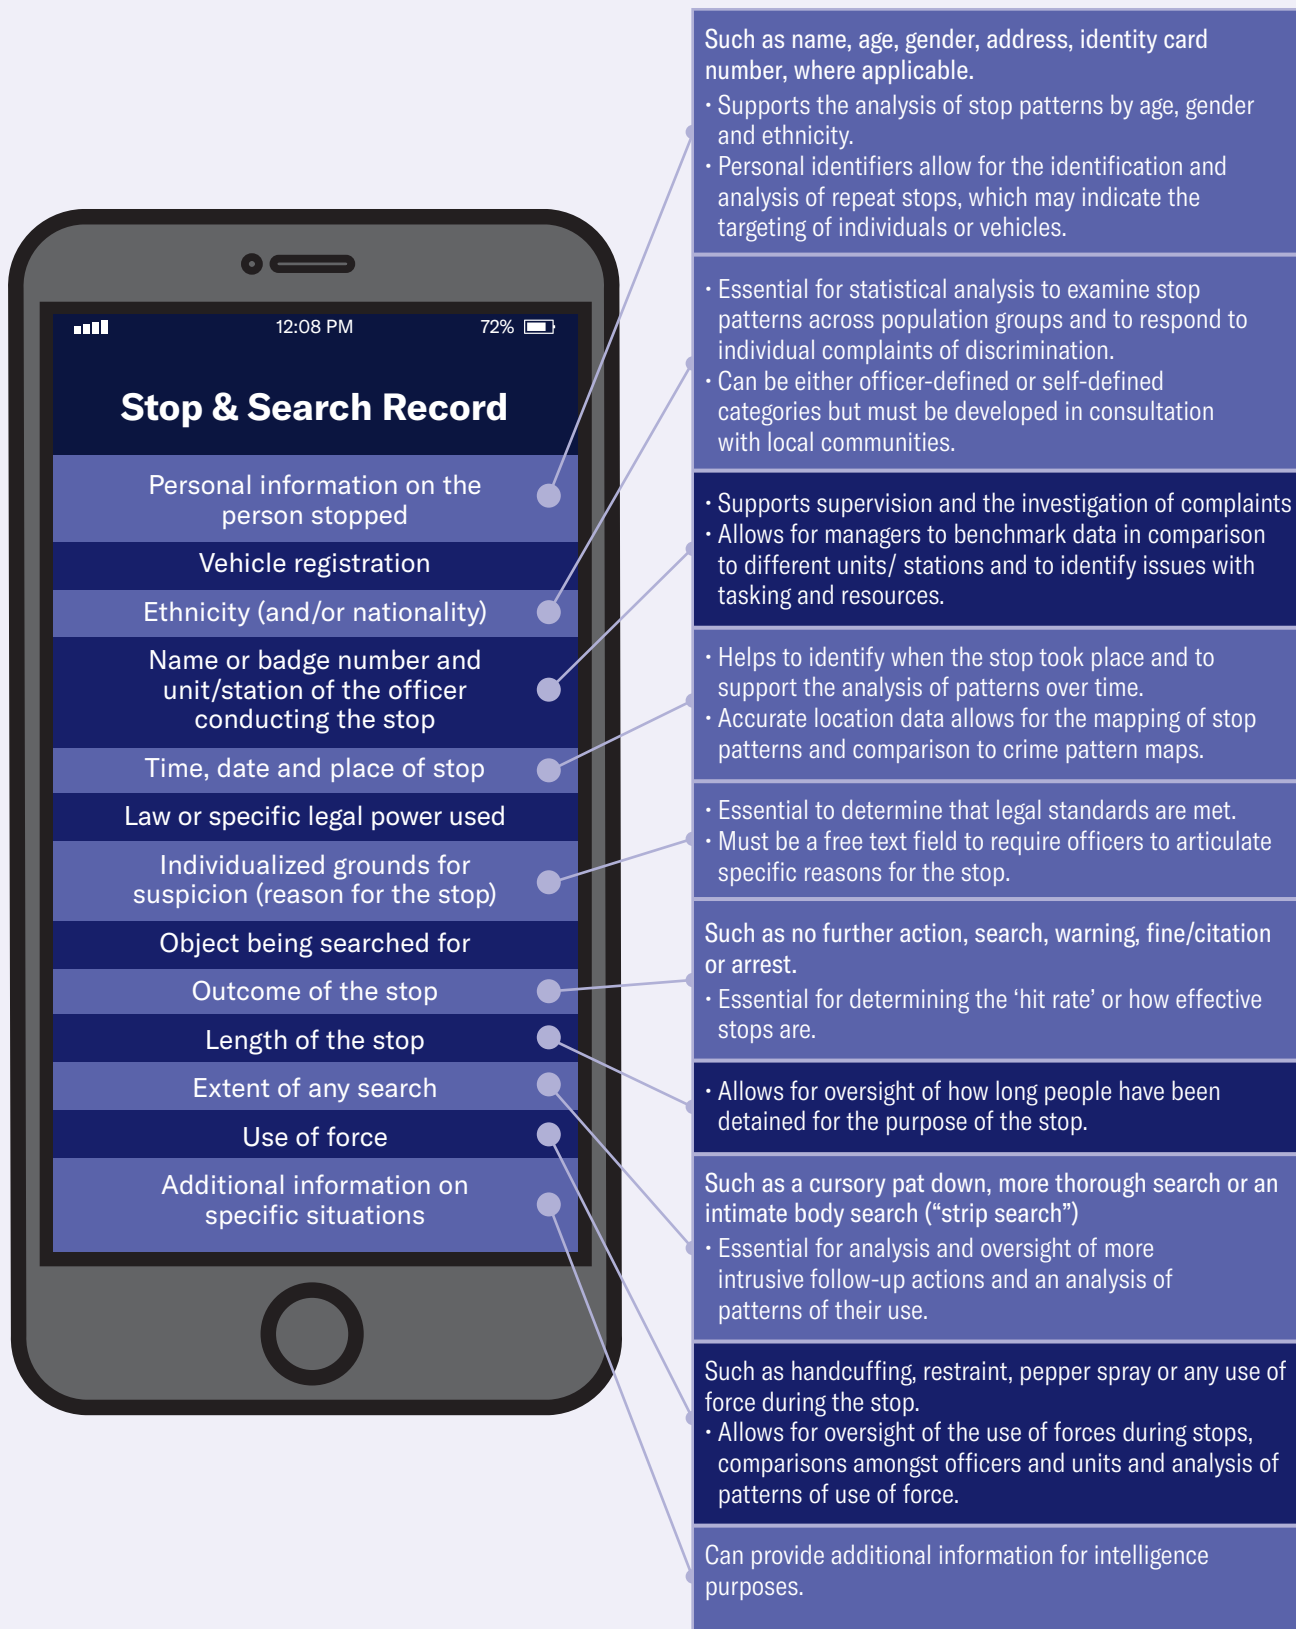 12:08 PM
72%
Stop & Search Record
Personal information on the
person stopped
Vehicle registration
Ethnicity (and/or nationality)
Name or badge number and
unit/station of the officer
conducting the stop
Time, date and place of stop
Law or specific legal power used
Individualized grounds for
suspicion (reason for the stop)
Object being searched for
Outcome of the stop
Length of the stop
Extent of any search
Use of force
Additional information on
specific situations
Such as name, age, gender, address, identity card
number, where applicable.
· Supports the analysis of stop patterns by age, gender
and ethnicity.
· Personal identifiers allow for the identification and
analysis of repeat stops, which may indicate the
targeting of individuals or vehicles.
· Essential for statistical analysis to examine stop
patterns across population groups and to respond to
individual complaints of discrimination.
· Can be either officer-defined or self-defined
categories but must be developed in consultation
with local communities.
· Supports supervision and the investigation of complaints
· Allows for managers to benchmark data in comparison
to different units/ stations and to identify issues with
tasking and resources.
· Helps to identify when the stop took place and to
support the analysis of patterns over time.
· Accurate location data allows for the mapping of stop
patterns and comparison to crime pattern maps.
· Essential to determine that legal standards are met.
· Must be a free text field to require officers to articulate
specific reasons for the stop.
Such as no further action, search, warning, fine/citation
or arrest.
· Essential for determining the ‘hit rate’ or how effective
stops are.
· Allows for oversight of how long people have been
detained for the purpose of the stop.
Such as a cursory pat down, more thorough search or an
intimate body search (“strip search”)
· Essential for analysis and oversight of more
intrusive follow-up actions and an analysis of
patterns of their use.
Such as handcuffing, restraint, pepper spray or any use of
force during the stop.
· Allows for oversight of the use of forces during stops,
comparisons amongst officers and units and analysis of
patterns of use of force.
Can provide additional information for intelligence
purposes.